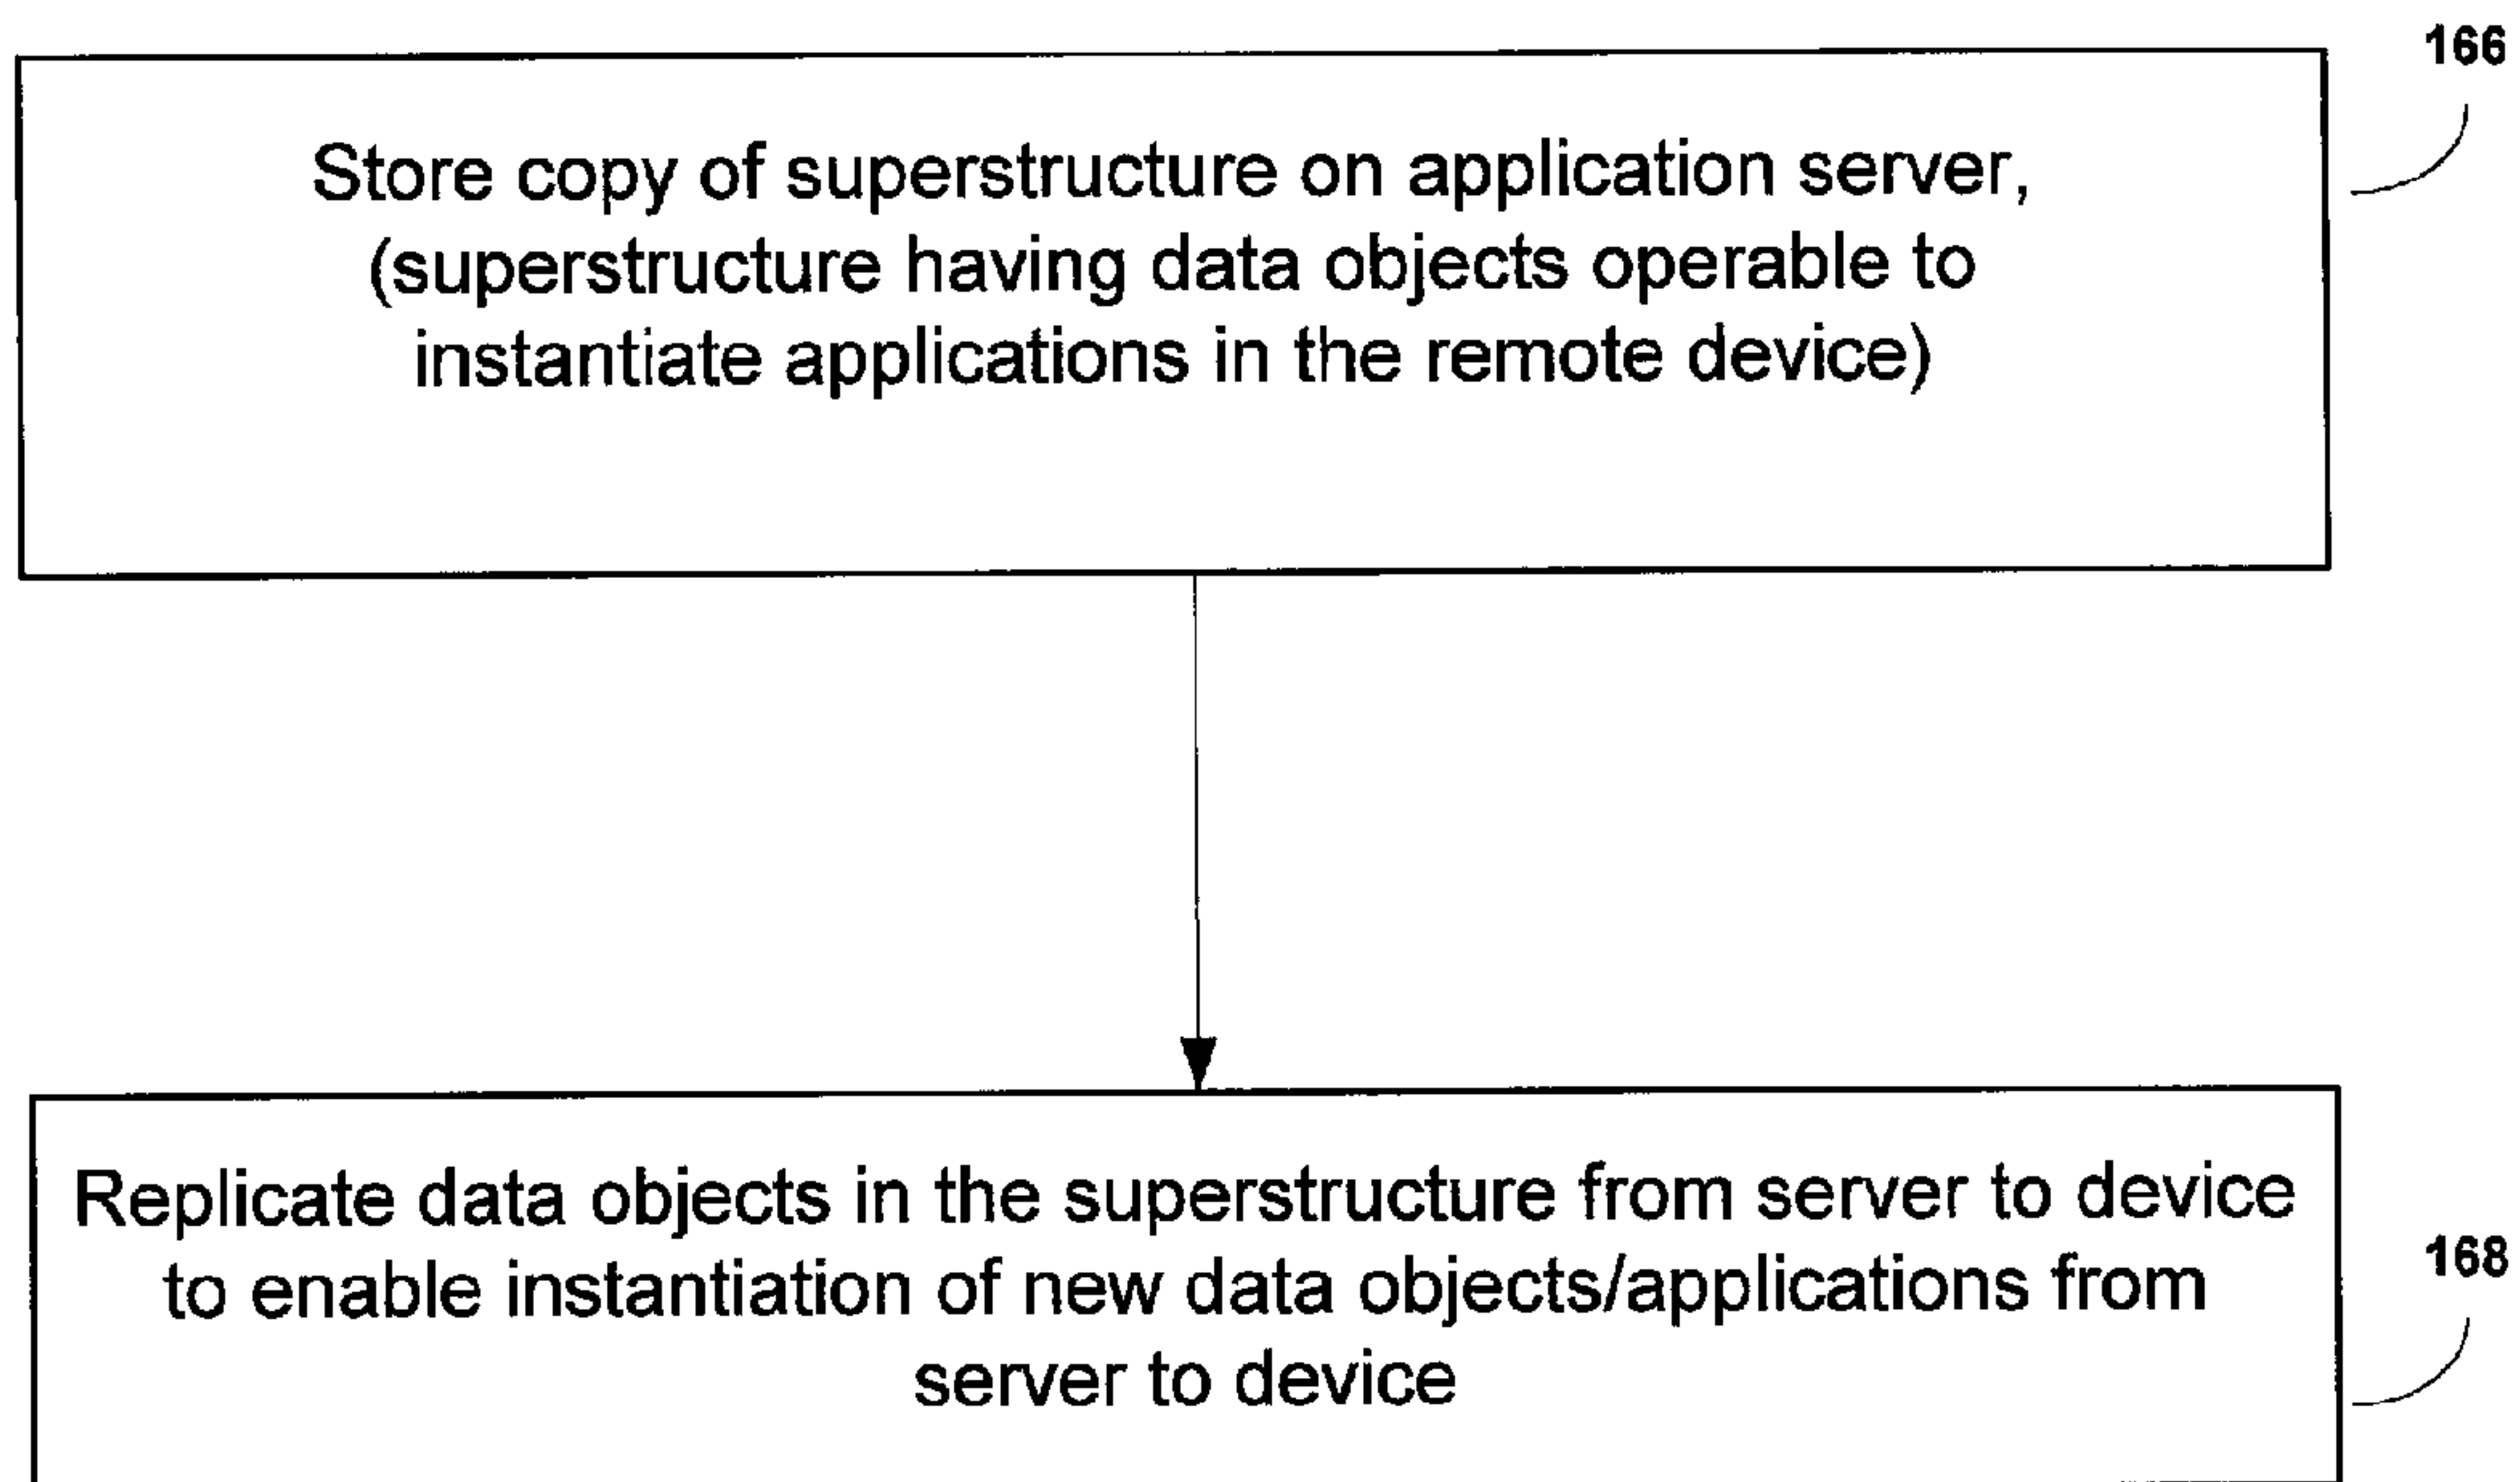 166
Store copy of superstructure on application server,
(superstructure having data objects operable to
instantiate applications in the remote device)
Replicate data objects in the superstructure from server to device
to enable instantiation of new data objects/applications from
server to device
168